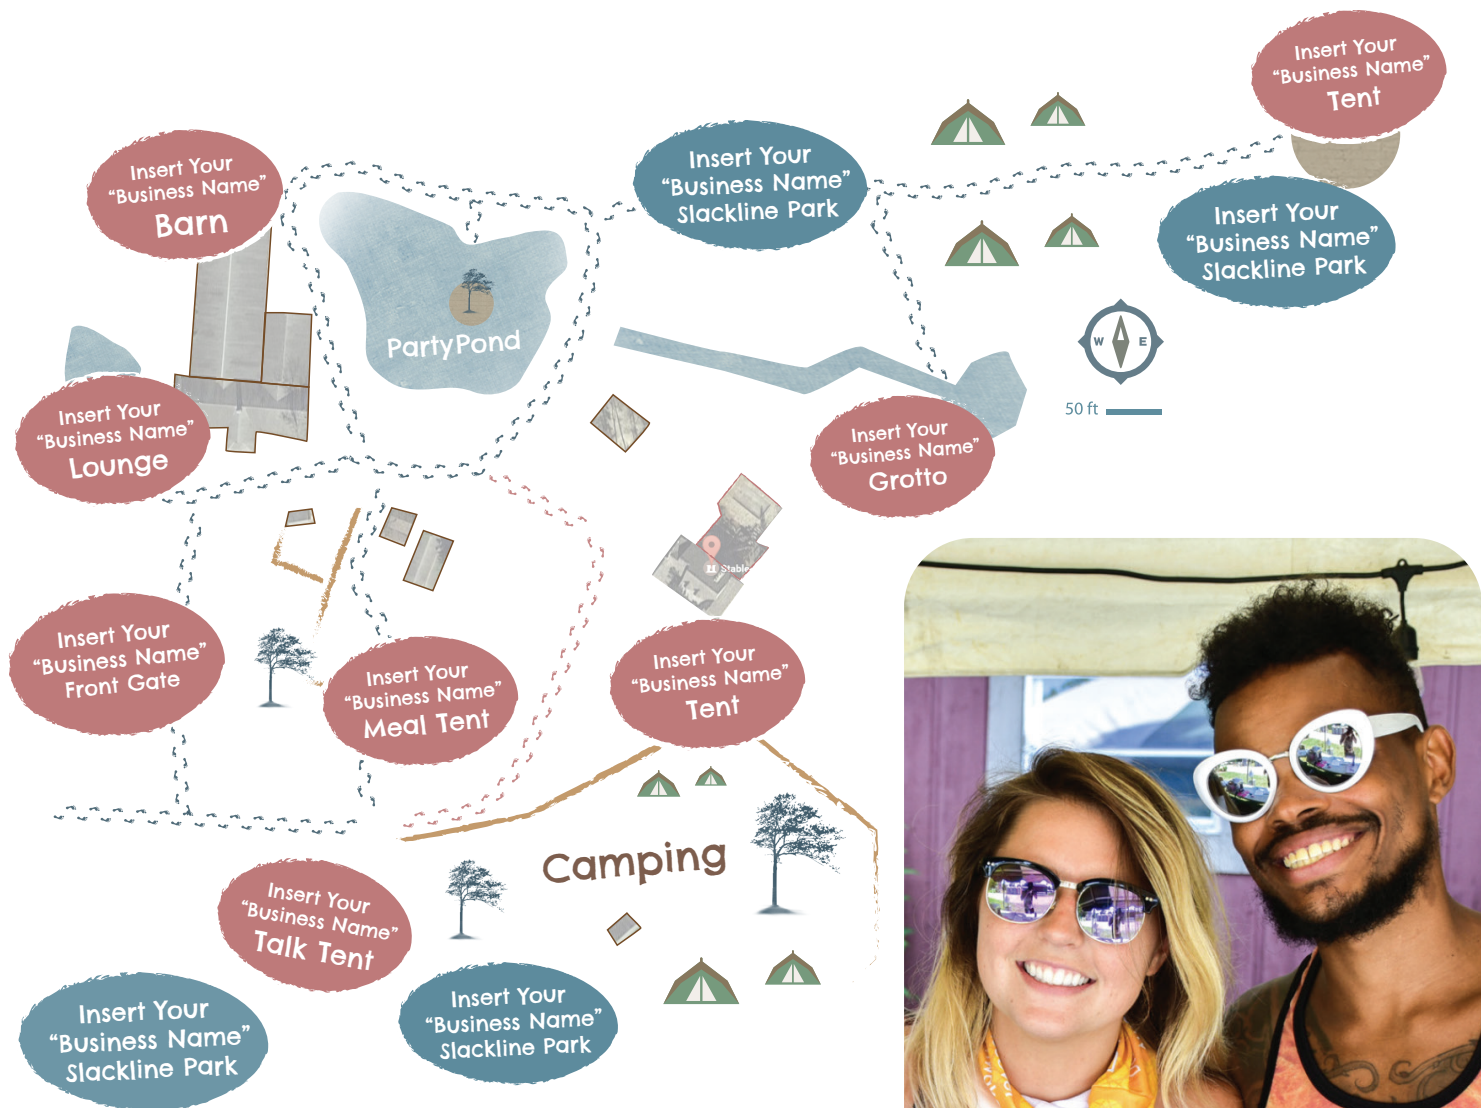 Insert Your
“Business Name”
Tent
Insert Your
“Business Name”
Barn
Insert Your
“Business Name”
Slackline Park
Insert Your
“Business Name”
Slackline Park
PartyPond
W E
50 ft
Insert Your
“Business Name”
Lounge
Insert Your
“Business Name”
Grotto
Stable
Insert Your
“Business Name”
Front Gate
Insert Your
“Business Name”
Meal Tent
Insert Your
“Business Name”
Tent
Camping
Insert Your
“Business Name”
Talk Tent
Insert Your
“Business Name”
Slackline Park
Insert Your
“Business Name”
Slackline Park